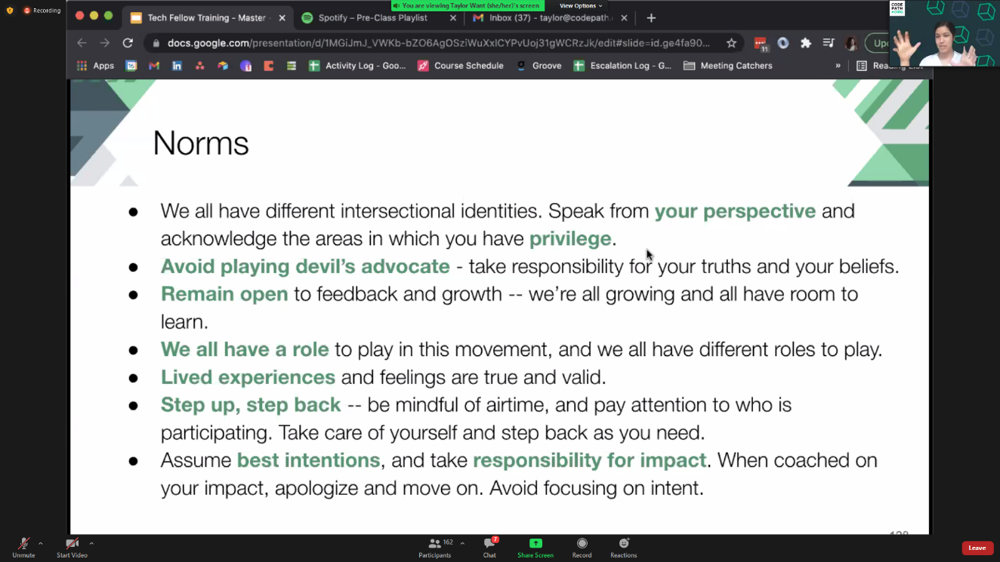 Recording
You are viewing Taylor Want (she/her)'s screen
View Options
CODE
PATH
*ORG
Tech Fellow Training - Master
Spotify – Pre-Class Playlist
Inbox (37) - taylor@codepath.
docs.google.com/presentation/d/1MGiJmJ_VWKb-bZO6AgOSziWuXxICYPvUoj31gWCRzJk/edit#slide=id.ge4fa90...
11
Apps
Activity Log - Goo...
Course Schedule
Groove
Escalation Log - G...
Meeting Catchers
»
Reading List
Norms
● We all have different intersectional identities. Speak from your perspective and
acknowledge the areas in which you have privilege.
● Avoid playing devil's advocate - take responsibility for your truths and your beliefs.
● Remain open to feedback and growth -- we're all growing and all have room to
learn.
● We all have a role to play in this movement, and we all have different roles to play.
● Lived experiences and feelings are true and valid.
● Step up, step back -- be mindful of airtime, and pay attention to who is
participating. Take care of yourself and step back as you need.
● Assume best intentions, and take responsibility for impact. When coached on
your impact, apologize and move on. Avoid focusing on intent.
Unmute
Start Video
162
Participants
7
Chat
Share Screen
Record
Reactions
Leave